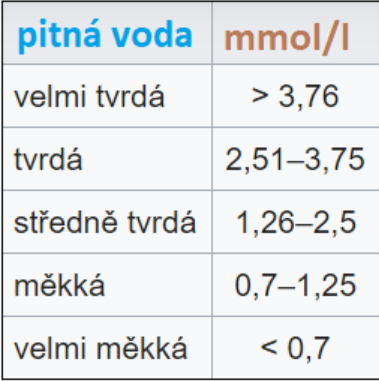 pitná voda mmol/l
velmi tvrdá > 3,76
tvrdá 2,51–3,75
středně tvrdá 1,26–2,5
měkká 0,7–1,25
velmi měkká < 0,7